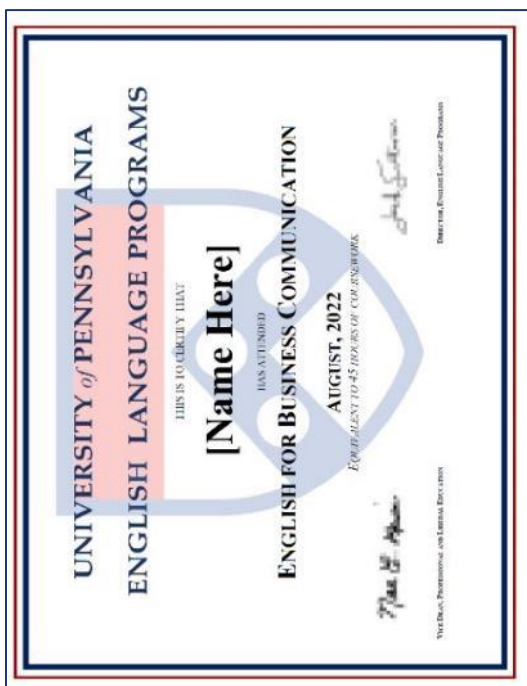 UNIVERSITY of PENNSYLVANIA
ENGLISH LANGUAGE PROGRAMS
THIS IS TO CERTIFY THAT
[Name Here]
HAS ATTENDED
ENGLISH FOR BUSINESS COMMUNICATION
AUGUST, 2022
EQUIVALENT TO 45 HOURS OF COURSEWORK
VICE DEAN, PROFESSIONAL AND LIBERAL EDUCATION
DIRECTOR, ENGLISH LANGUAGE PROGRAMS